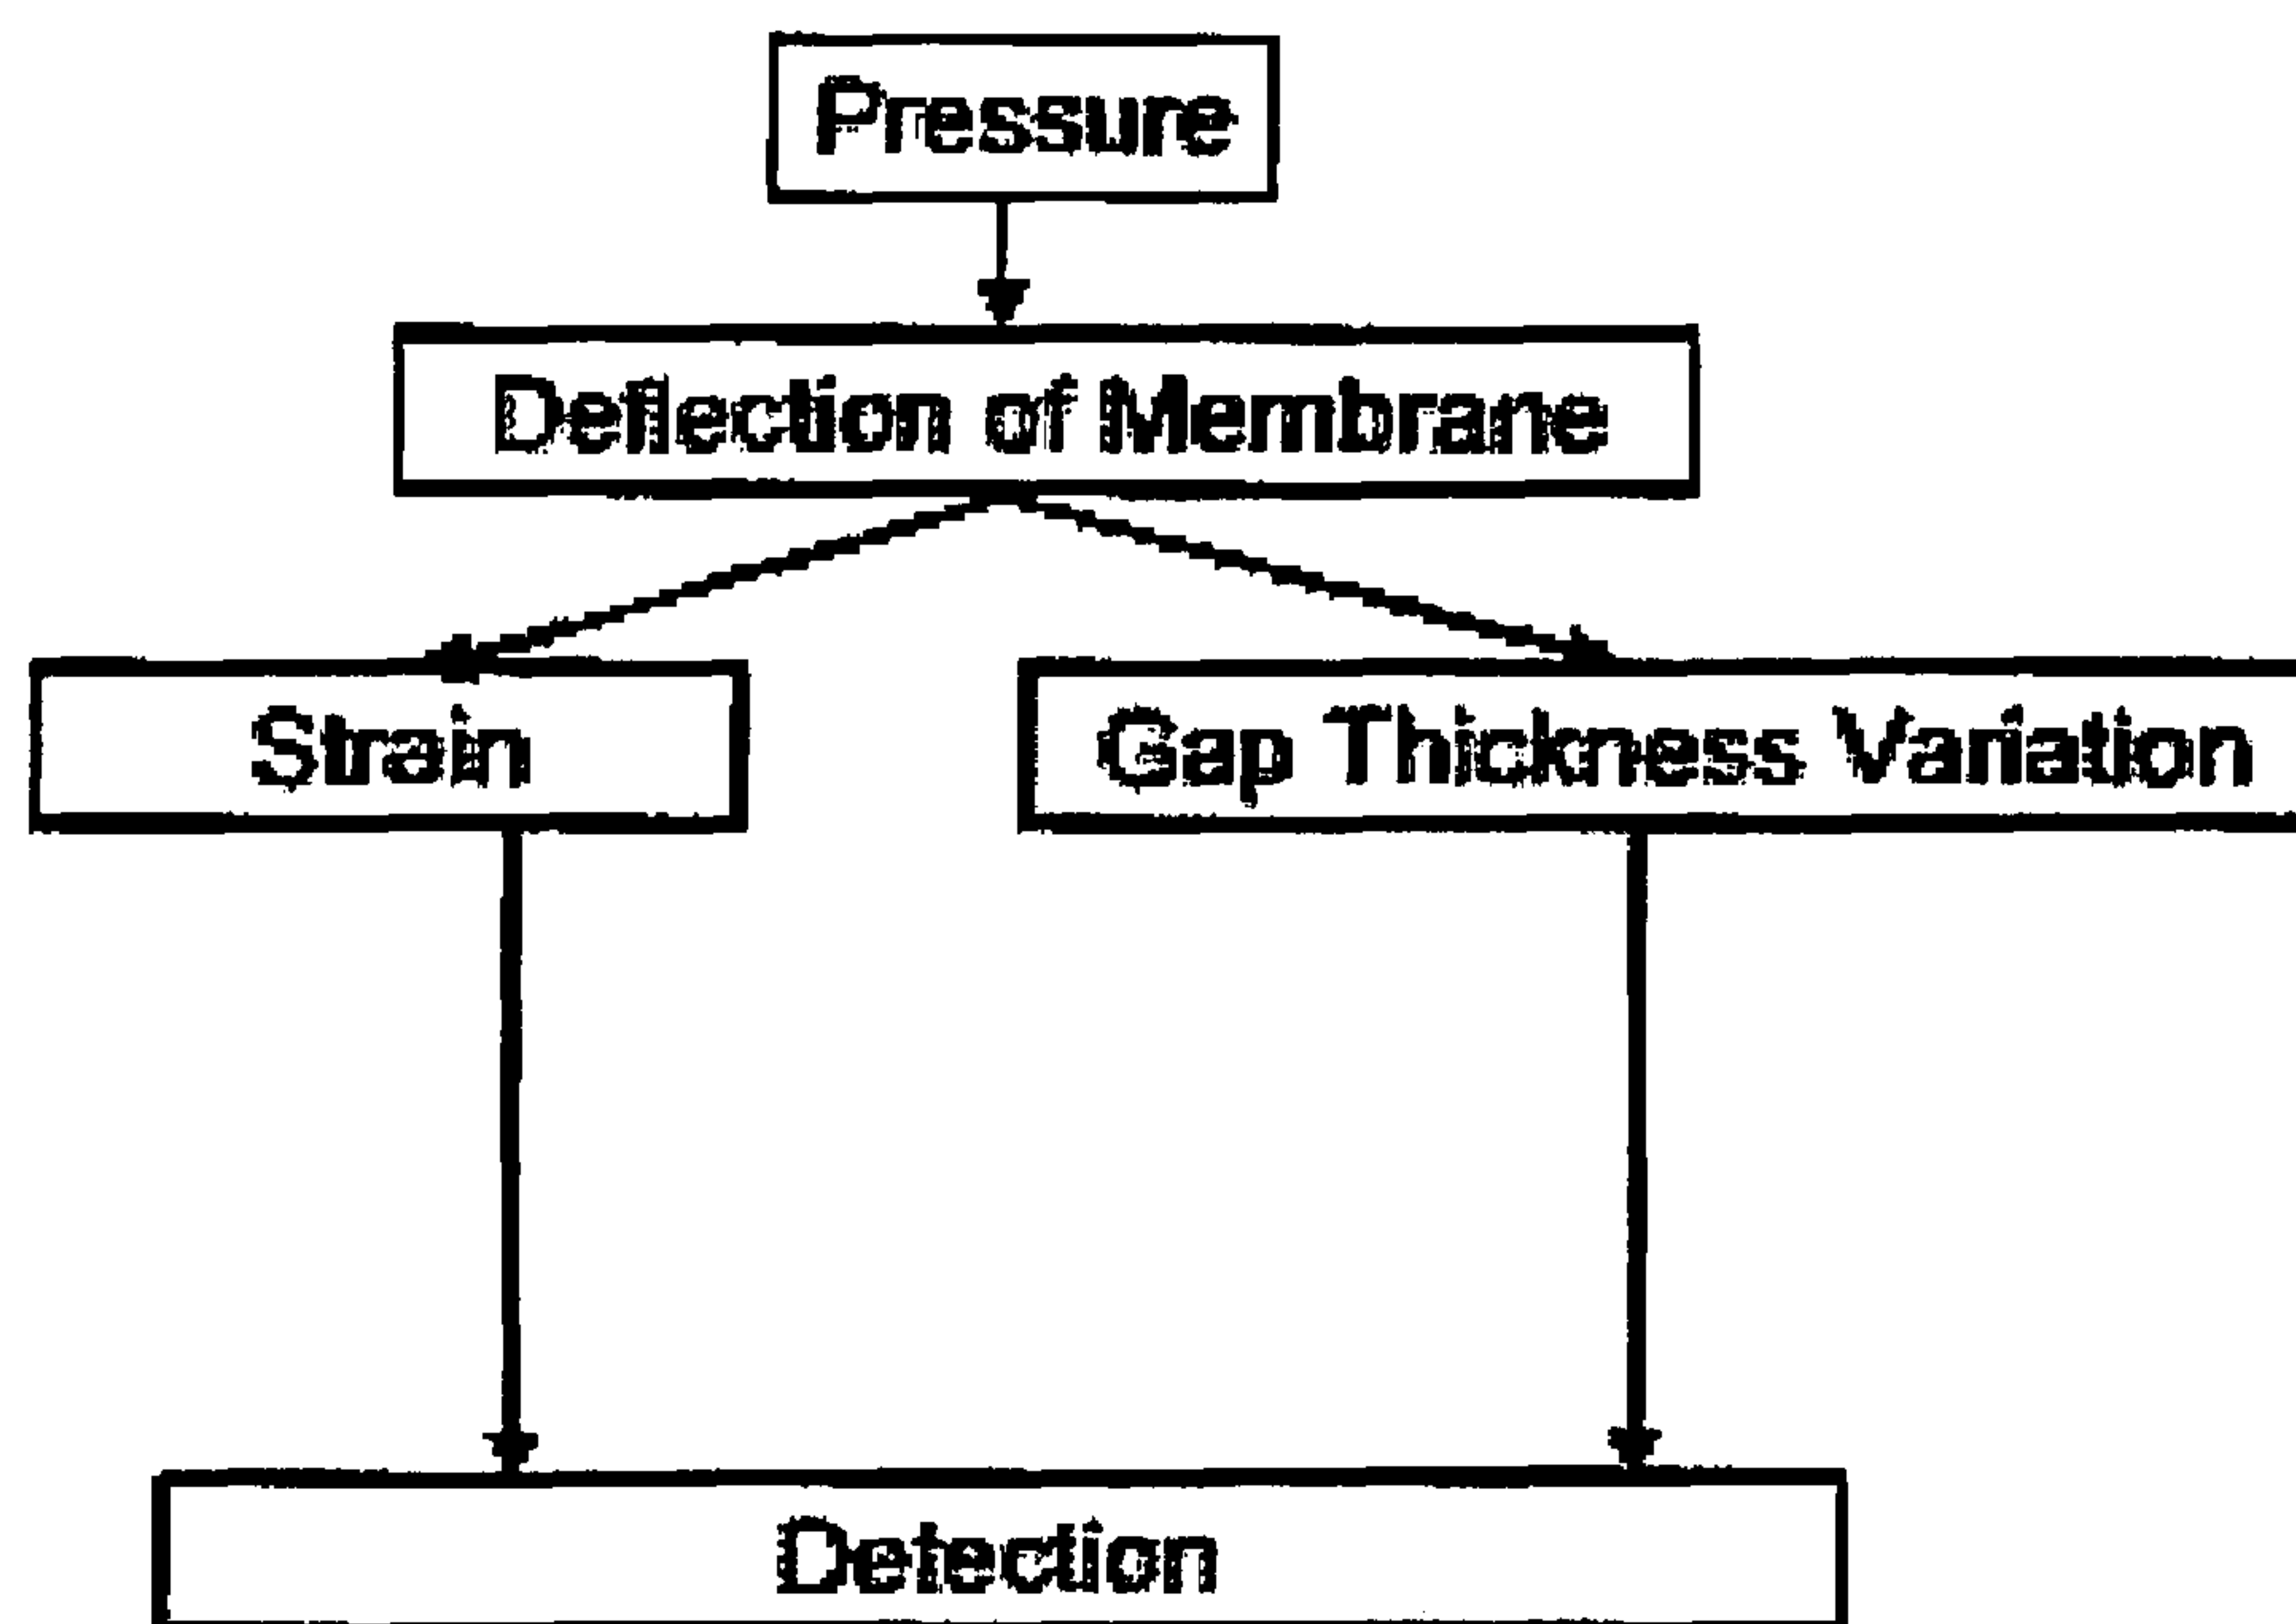 Pressure
Deflection of Membrane
Strain
Gap Thickness Variation
Detection